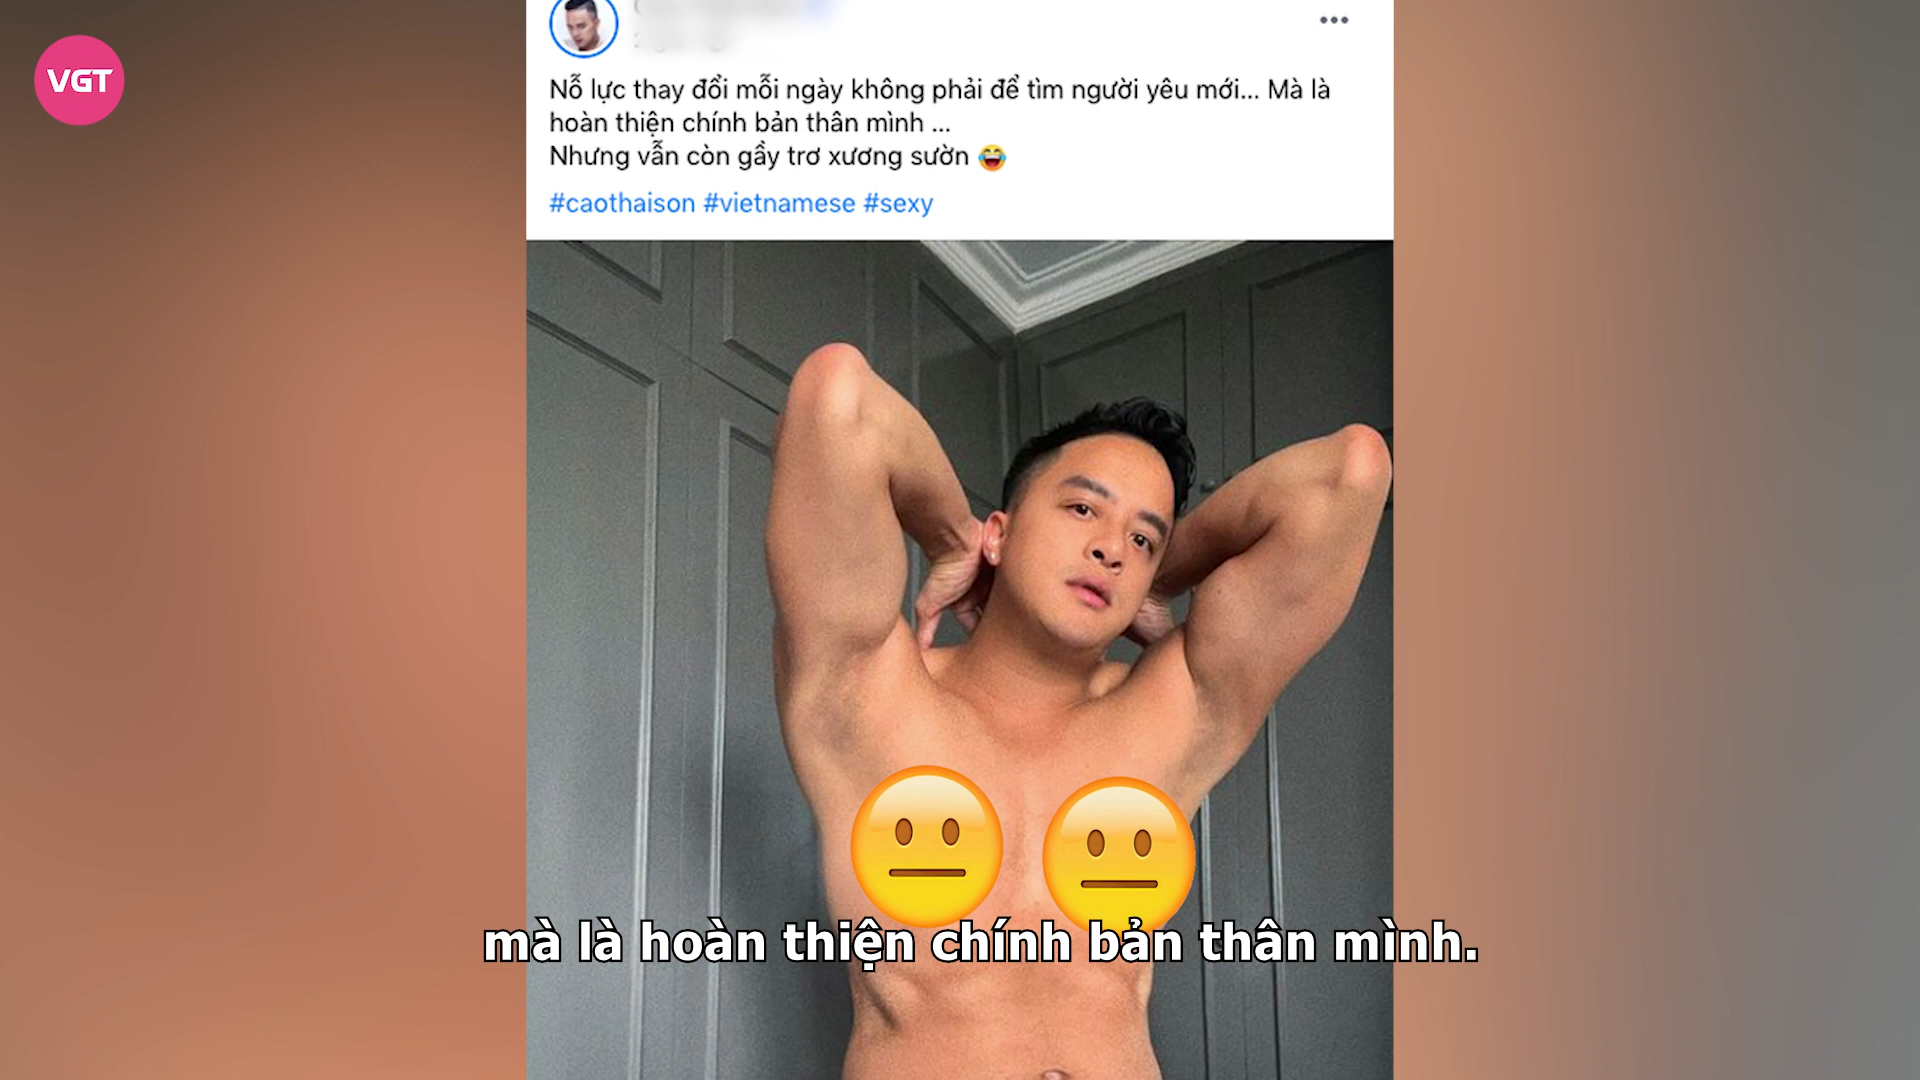 VGT
Nỗ lực thay đổi mỗi ngày không phải để tìm người yêu mới... Mà là
hoàn thiện chính bản thân mình ...
Nhưng vẫn còn gầy trơ xương sườn 😂
#caothaison #vietnamese #sexy
mà là hoàn thiện chính bản thân mình.